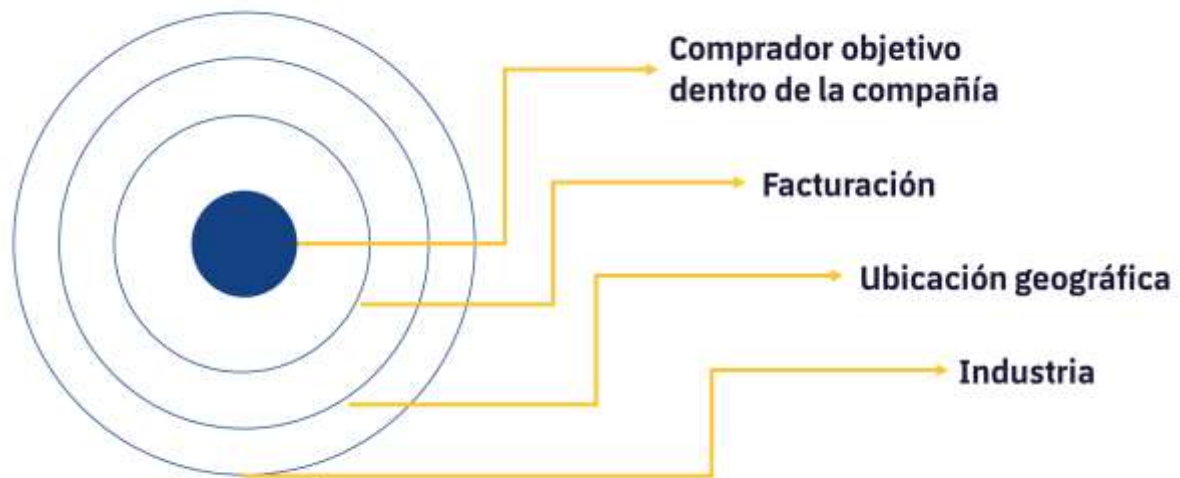 Comprador objetivo
dentro de la compañía
Facturación
Ubicación geográfica
Industria